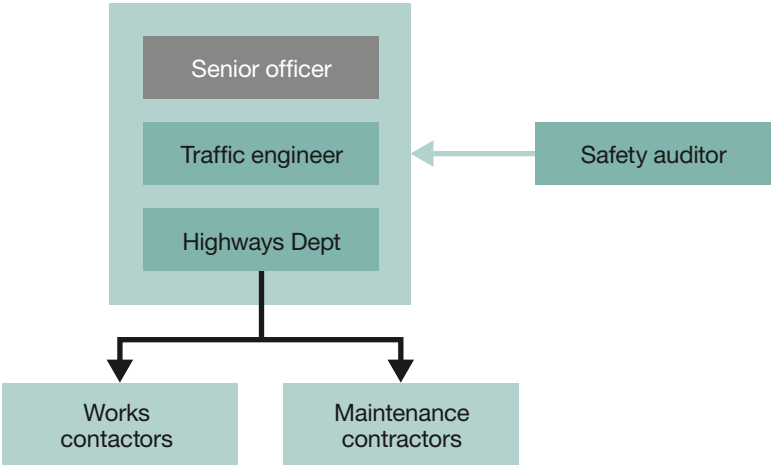 Senior officer
Traffic engineer
Safety auditor
Highways Dept
Works
contactors
Maintenance
contractors